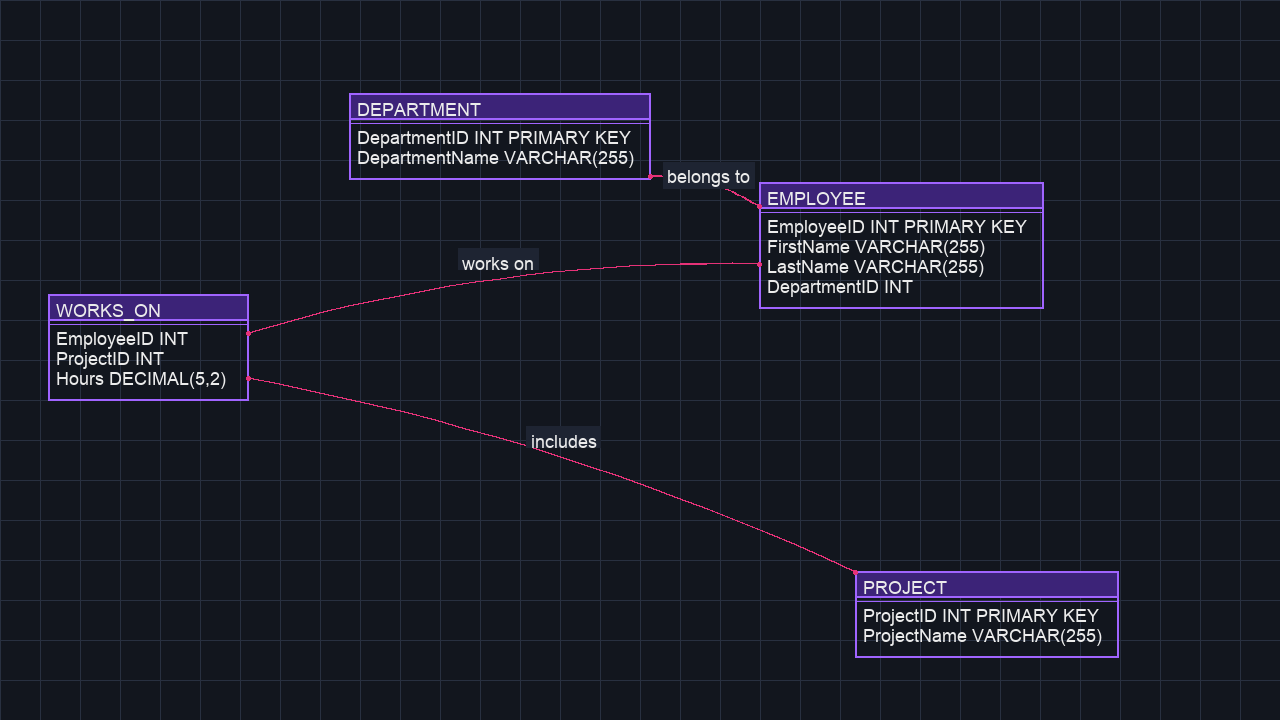 DEPARTMENT
DepartmentID INT PRIMARY KEY
DepartmentName VARCHAR(255)
belongs to
EMPLOYEE
EmployeeID INT PRIMARY KEY
FirstName VARCHAR(255)
LastName VARCHAR(255)
DepartmentID INT
works on
WORKS_ON
EmployeeID INT
ProjectID INT
Hours DECIMAL(5,2)
includes
PROJECT
ProjectID INT PRIMARY KEY
ProjectName VARCHAR(255)